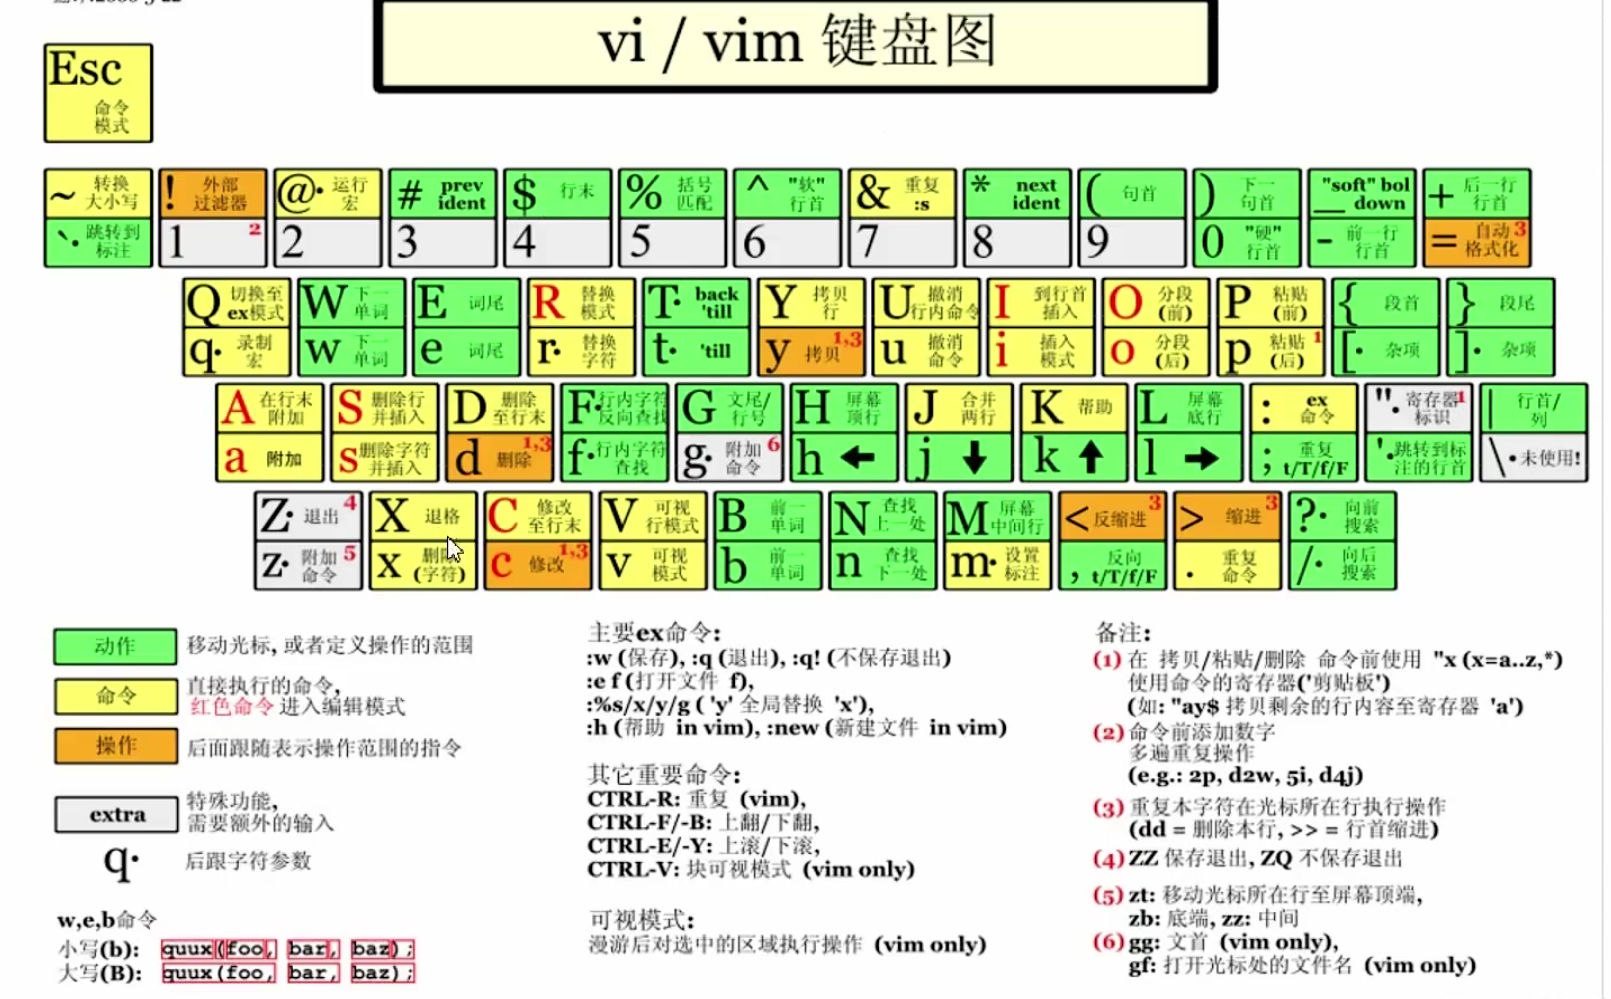 vi / vim 键盘图
Esc
命令
模式
~ 转换 大小写
! 外部 过滤器
@· 运行 宏
# prev ident
$ 行末
% 括号 匹配
^ "软" 行首
& 重复 :s
* next ident
( 句首
) 下一 句首
_ "soft" bol down
+ 后一行 行首
`· 跳转到 标注
1 2
2
3
4
5
6
7
8
9
0 "硬" 行首
- 前一行 行首
= 自动 3 格式化
Q 切换至 ex模式
W 下一 单词
E 词尾
R 替换 模式
T· back 'till
Y 拷贝 行
U 撤消 行内命令
I 到行首 插入
O 分段 (前)
P 粘贴 (前)
{ 段首
} 段尾
q· 录制 宏
w 下一 单词
e 词尾
r· 替换 字符
t· 'till
y 拷贝 1,3
u 撤消 命令
i 插入 模式
o 分段 (后)
p 粘贴 1 (后)
[· 杂项
]· 杂项
A 在行末 附加
S 删除行 并插入
D 删除 至行末
F· 行内字符 反向查找
G 文尾/ 行号
H 屏幕 顶行
J 合并 两行
K 帮助
L 屏幕 底行
: ex 命令
"· 寄存器 1 标识
| 行首/ 列
a 附加
s 删除字符 并插入
d 删除 1,3
f· 行内字符 查找
g· 附加 6 命令
h ←
j ↓
k ↑
l →
; 重复 t/T/f/F
'· 跳转到标 注的行首
\· 未使用!
Z· 退出 4
X 退格
C 修改 至行末
V 可视 行模式
B 前一 单词
N 查找 上一处
M 屏幕 中间行
< 反缩进 3
> 缩进 3
?· 向前 搜索
z· 附加 5 命令
x 删除 (字符)
c 修改 1,3
v 可视 模式
b 前一 单词
n 查找 下一处
m· 设置 标注
, 反向 t/T/f/F
. 重复 命令
/· 向后 搜索
动作 移动光标, 或者定义操作的范围
命令 直接执行的命令,
红色命令 进入编辑模式
操作 后面跟随表示操作范围的指令
extra 特殊功能,
需要额外的输入
q· 后跟字符参数
w,e,b命令
小写(b): quux(foo, bar, baz);
大写(B): quux(foo, bar, baz);
主要ex命令:
:w (保存), :q (退出), :q! (不保存退出)
:e f (打开文件 f),
:%s/x/y/g ( 'y' 全局替换 'x'),
:h (帮助 in vim), :new (新建文件 in vim)
其它重要命令:
CTRL-R: 重复 (vim),
CTRL-F/-B: 上翻/下翻,
CTRL-E/-Y: 上滚/下滚,
CTRL-V: 块可视模式 (vim only)
可视模式:
漫游后对选中的区域执行操作 (vim only)
备注:
(1) 在 拷贝/粘贴/删除 命令前使用 "x (x=a..z,*)
使用命令的寄存器('剪贴板')
(如: "ay$ 拷贝剩余的行内容至寄存器 'a')
(2) 命令前添加数字
多遍重复操作
(e.g.: 2p, d2w, 5i, d4j)
(3) 重复本字符在光标所在行执行操作
(dd = 删除本行, >> = 行首缩进)
(4) ZZ 保存退出, ZQ 不保存退出
(5) zt: 移动光标所在行至屏幕顶端,
zb: 底端, zz: 中间
(6) gg: 文首 (vim only),
gf: 打开光标处的文件名 (vim only)